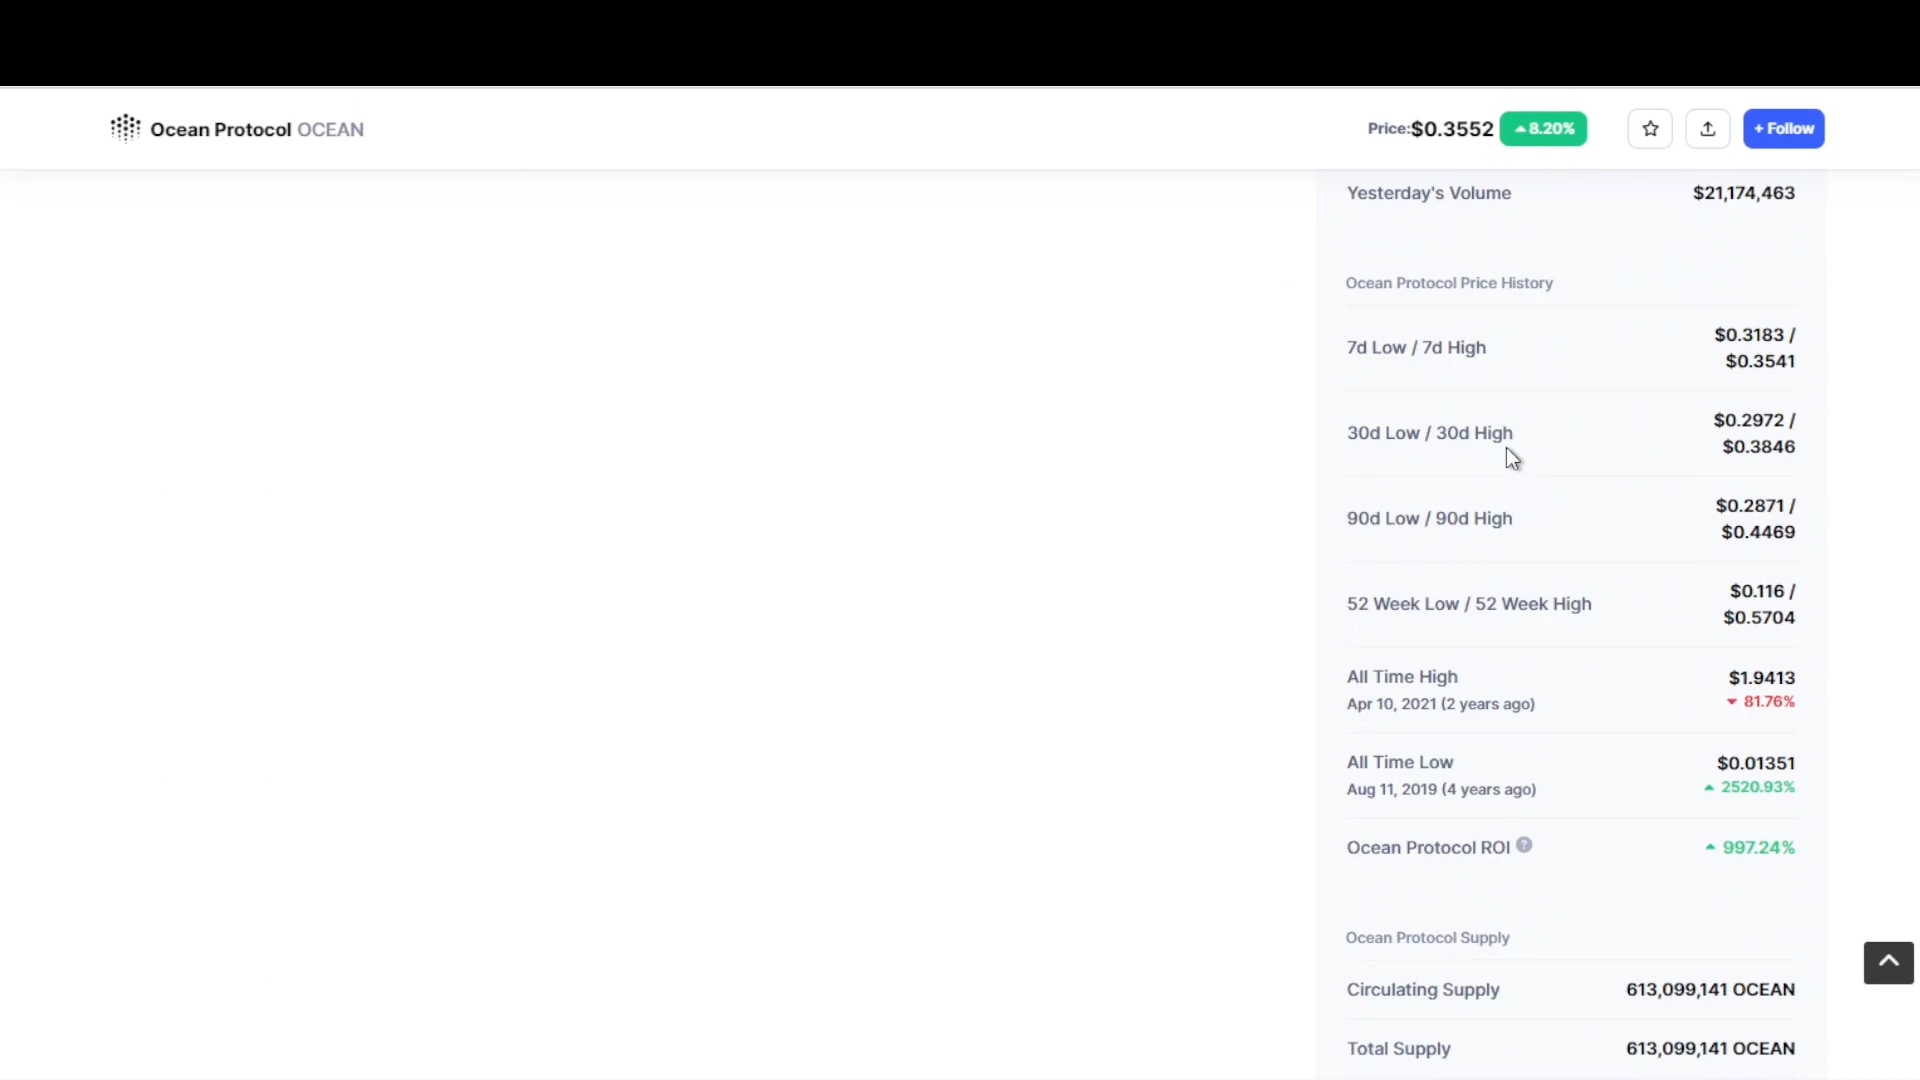 Ocean Protocol OCEAN
Price:$0.3552 8.20%
+ Follow
Yesterday's Volume $21,174,463
Ocean Protocol Price History
7d Low / 7d High $0.3183 /
$0.3541
30d Low / 30d High $0.2972 /
$0.3846
90d Low / 90d High $0.2871 /
$0.4469
52 Week Low / 52 Week High $0.116 /
$0.5704
All Time High $1.9413
Apr 10, 2021 (2 years ago) 81.76%
All Time Low $0.01351
Aug 11, 2019 (4 years ago) 2520.93%
Ocean Protocol ROI ? 997.24%
Ocean Protocol Supply
Circulating Supply 613,099,141 OCEAN
Total Supply 613,099,141 OCEAN